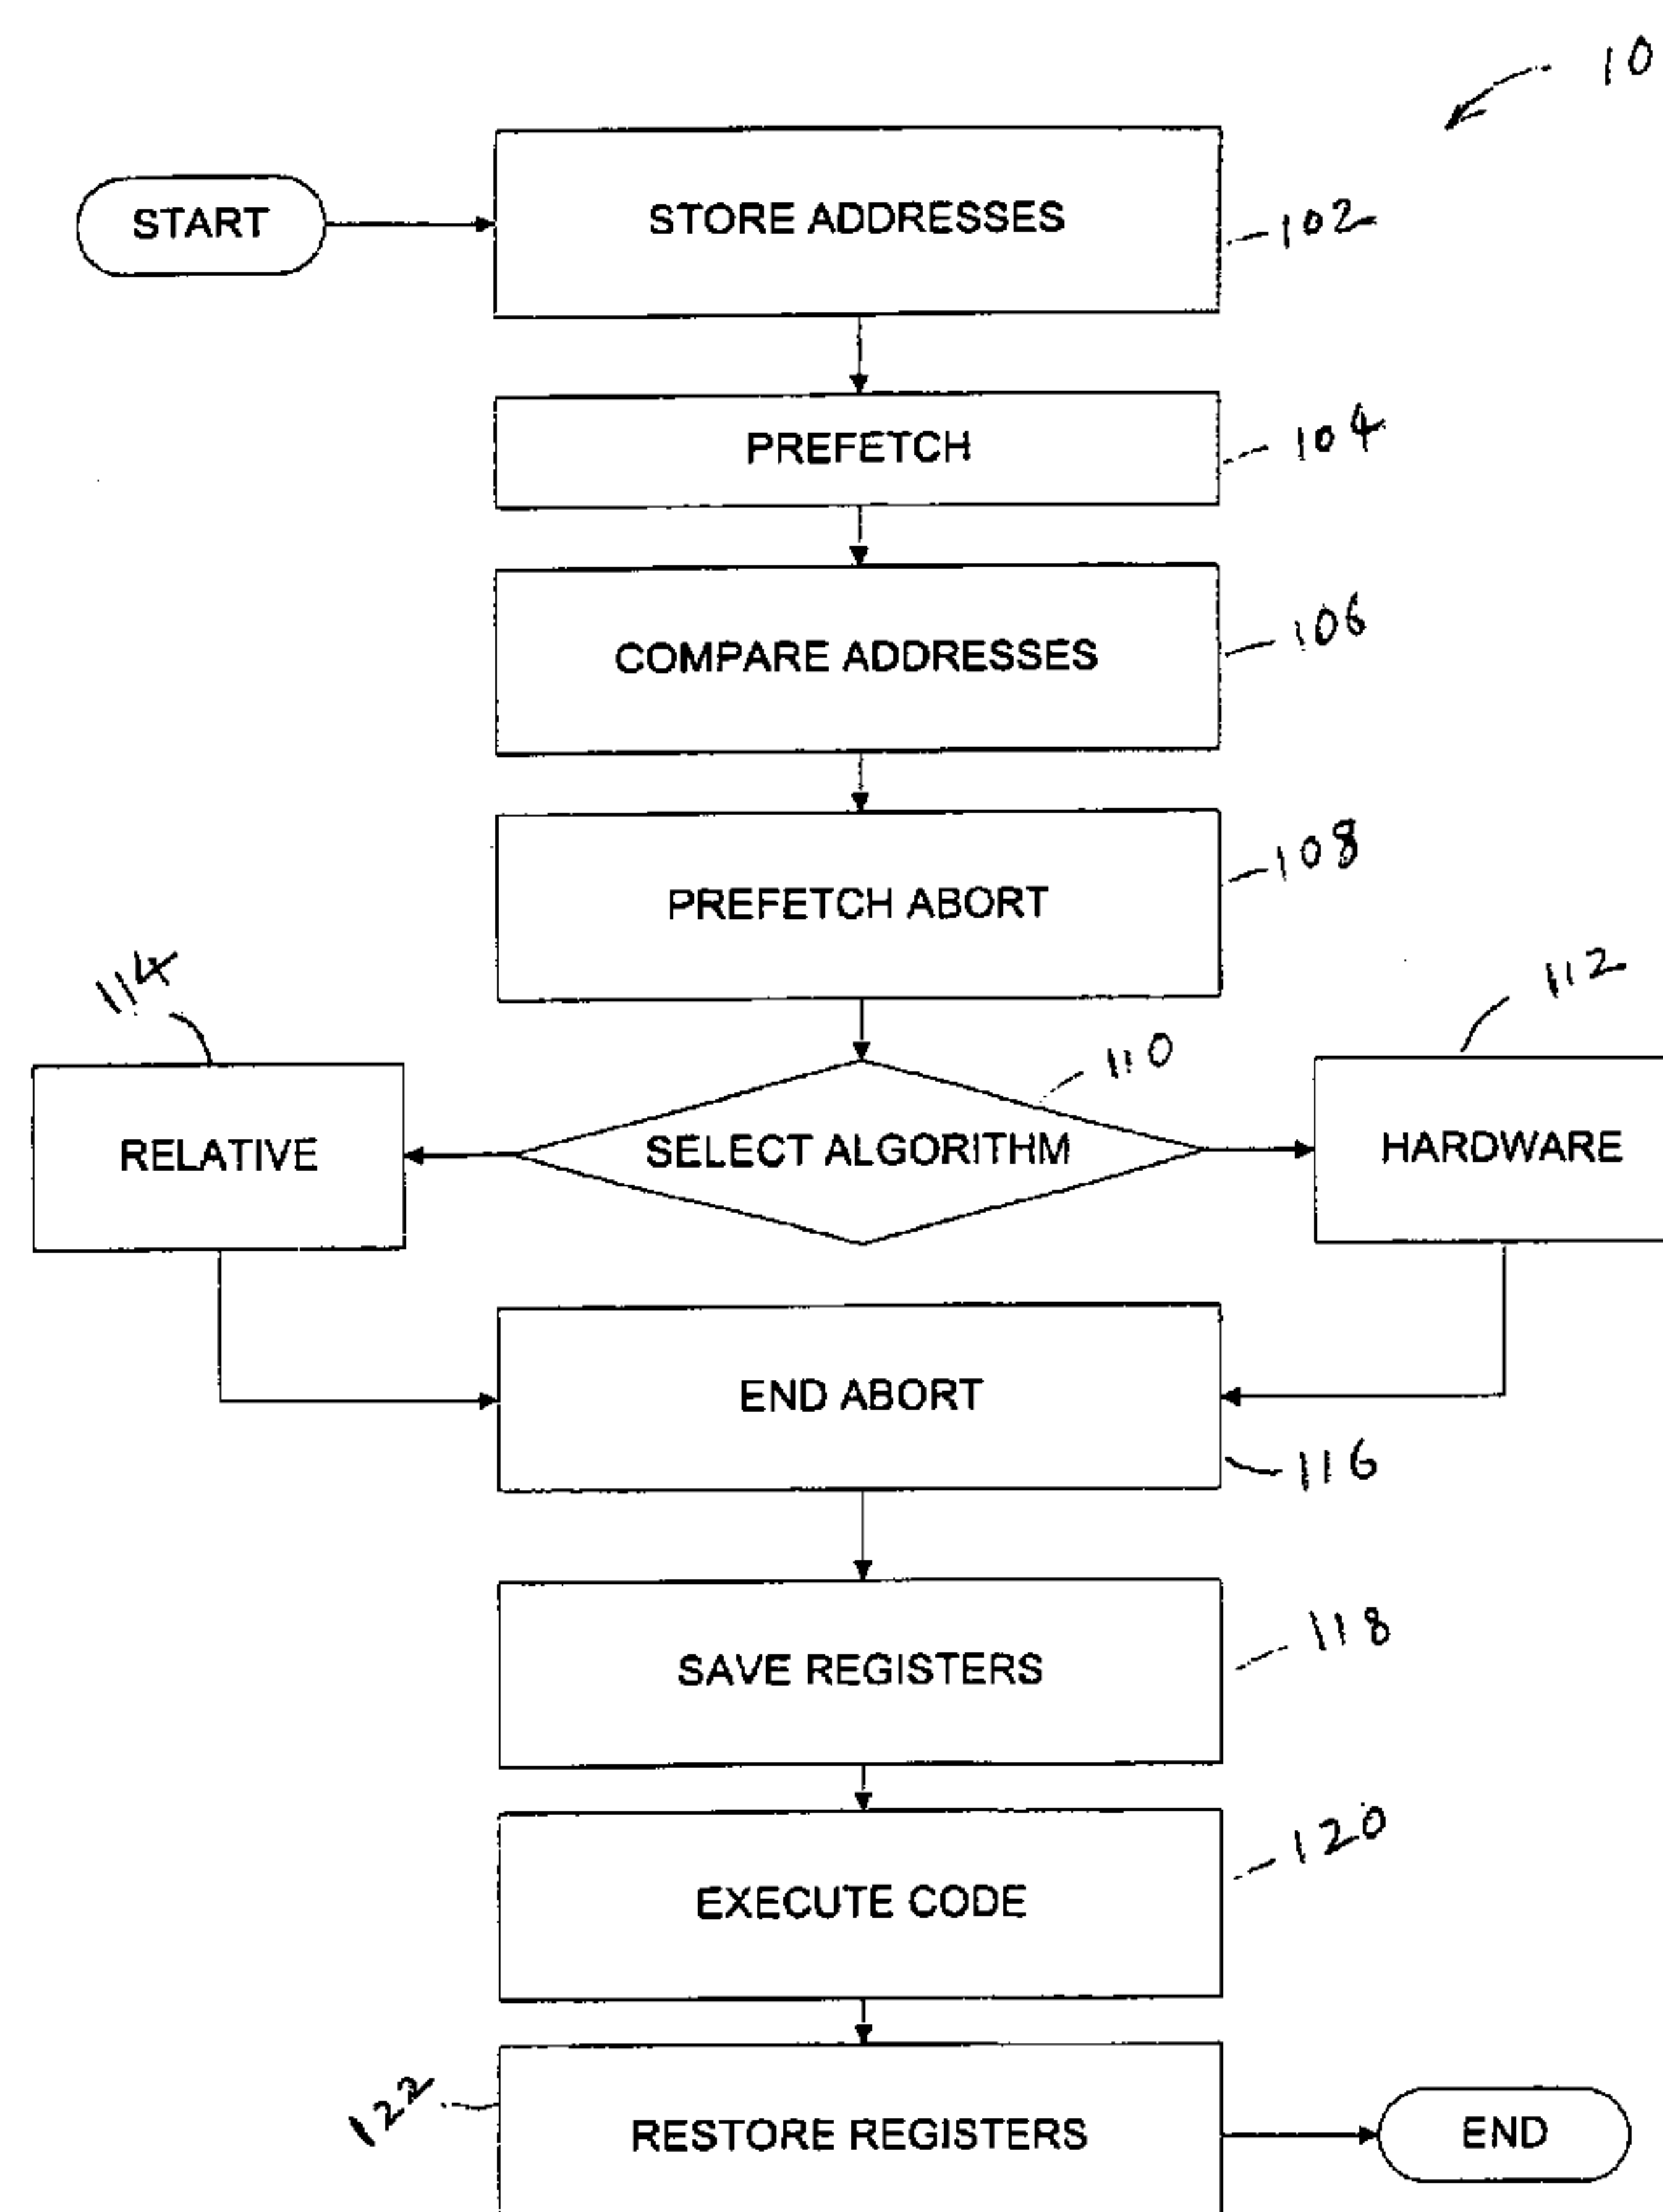 10
START
STORE ADDRESSES
102
PREFETCH
104
COMPARE ADDRESSES
106
PREFETCH ABORT
108
114
112
110
RELATIVE
SELECT ALGORITHM
HARDWARE
END ABORT
116
SAVE REGISTERS
118
EXECUTE CODE
120
122
RESTORE REGISTERS
END